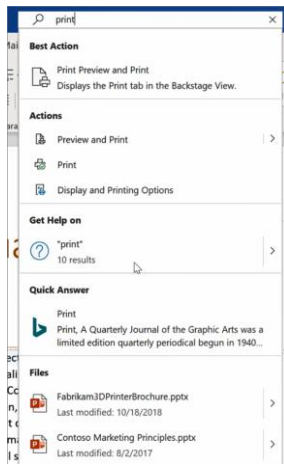 print
Best Action
Print Preview and Print
Displays the Print tab in the Backstage View.
Actions
Preview and Print
Print
Display and Printing Options
Get Help on
"print"
10 results
Quick Answer
Print
Print, A Quarterly Journal of the Graphic Arts was a
limited edition quarterly periodical begun in 1940...
Files
Fabrikam3DPrinterBrochure.pptx
Last modified: 10/18/2018
Contoso Marketing Principles.pptx
Last modified: 8/2/2017